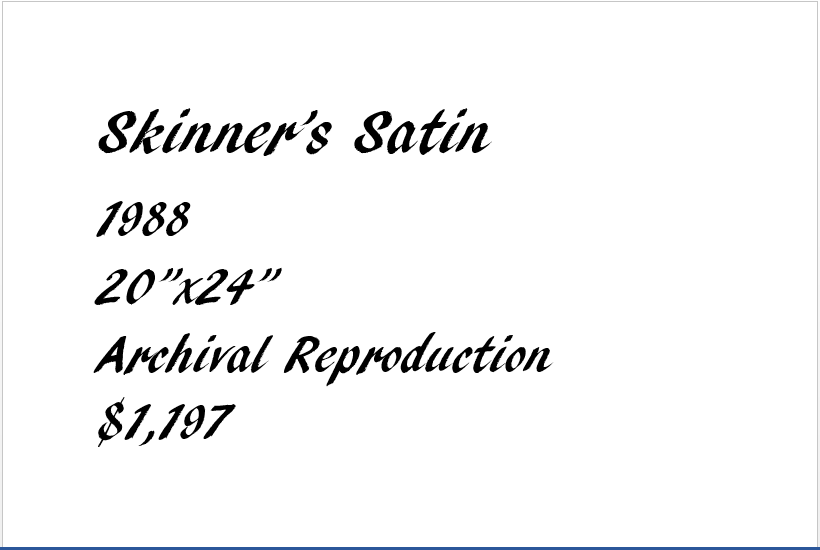 Skinner’s Satin
1988
20”x24”
Archival Reproduction
$1,197